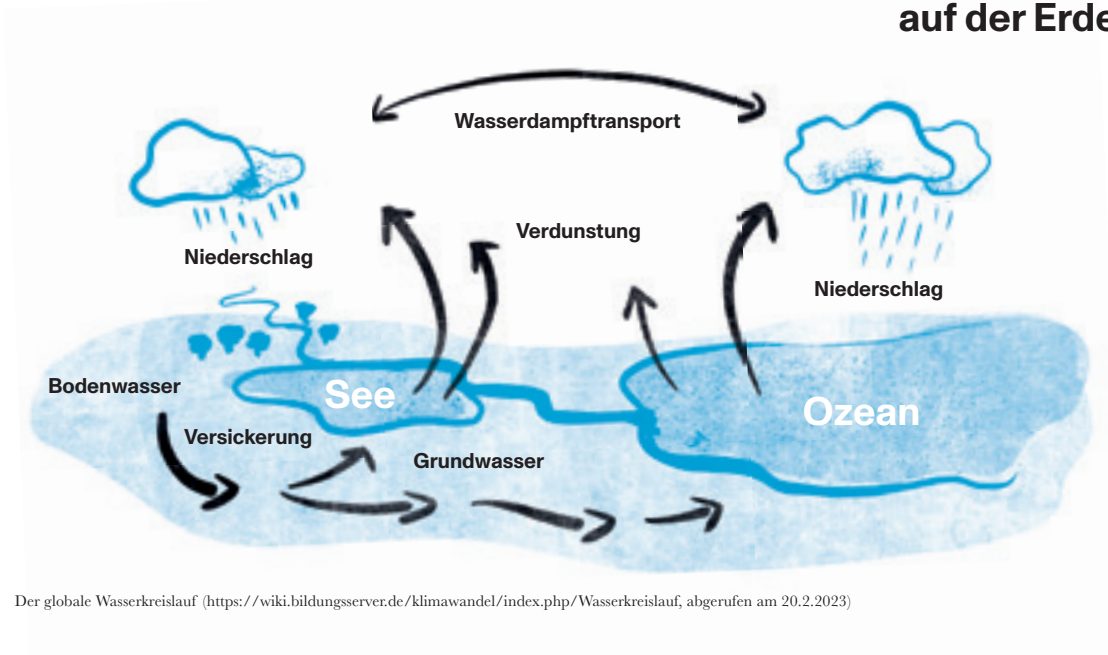 auf der Erde
Wasserdampftransport
Verdunstung
Niederschlag
Niederschlag
Bodenwasser
See
Ozean
Versickerung
Grundwasser
Der globale Wasserkreislauf (https://wiki.bildungsserver.de/klimawandel/index.php/Wasserkreislauf, abgerufen am 20.2.2023)